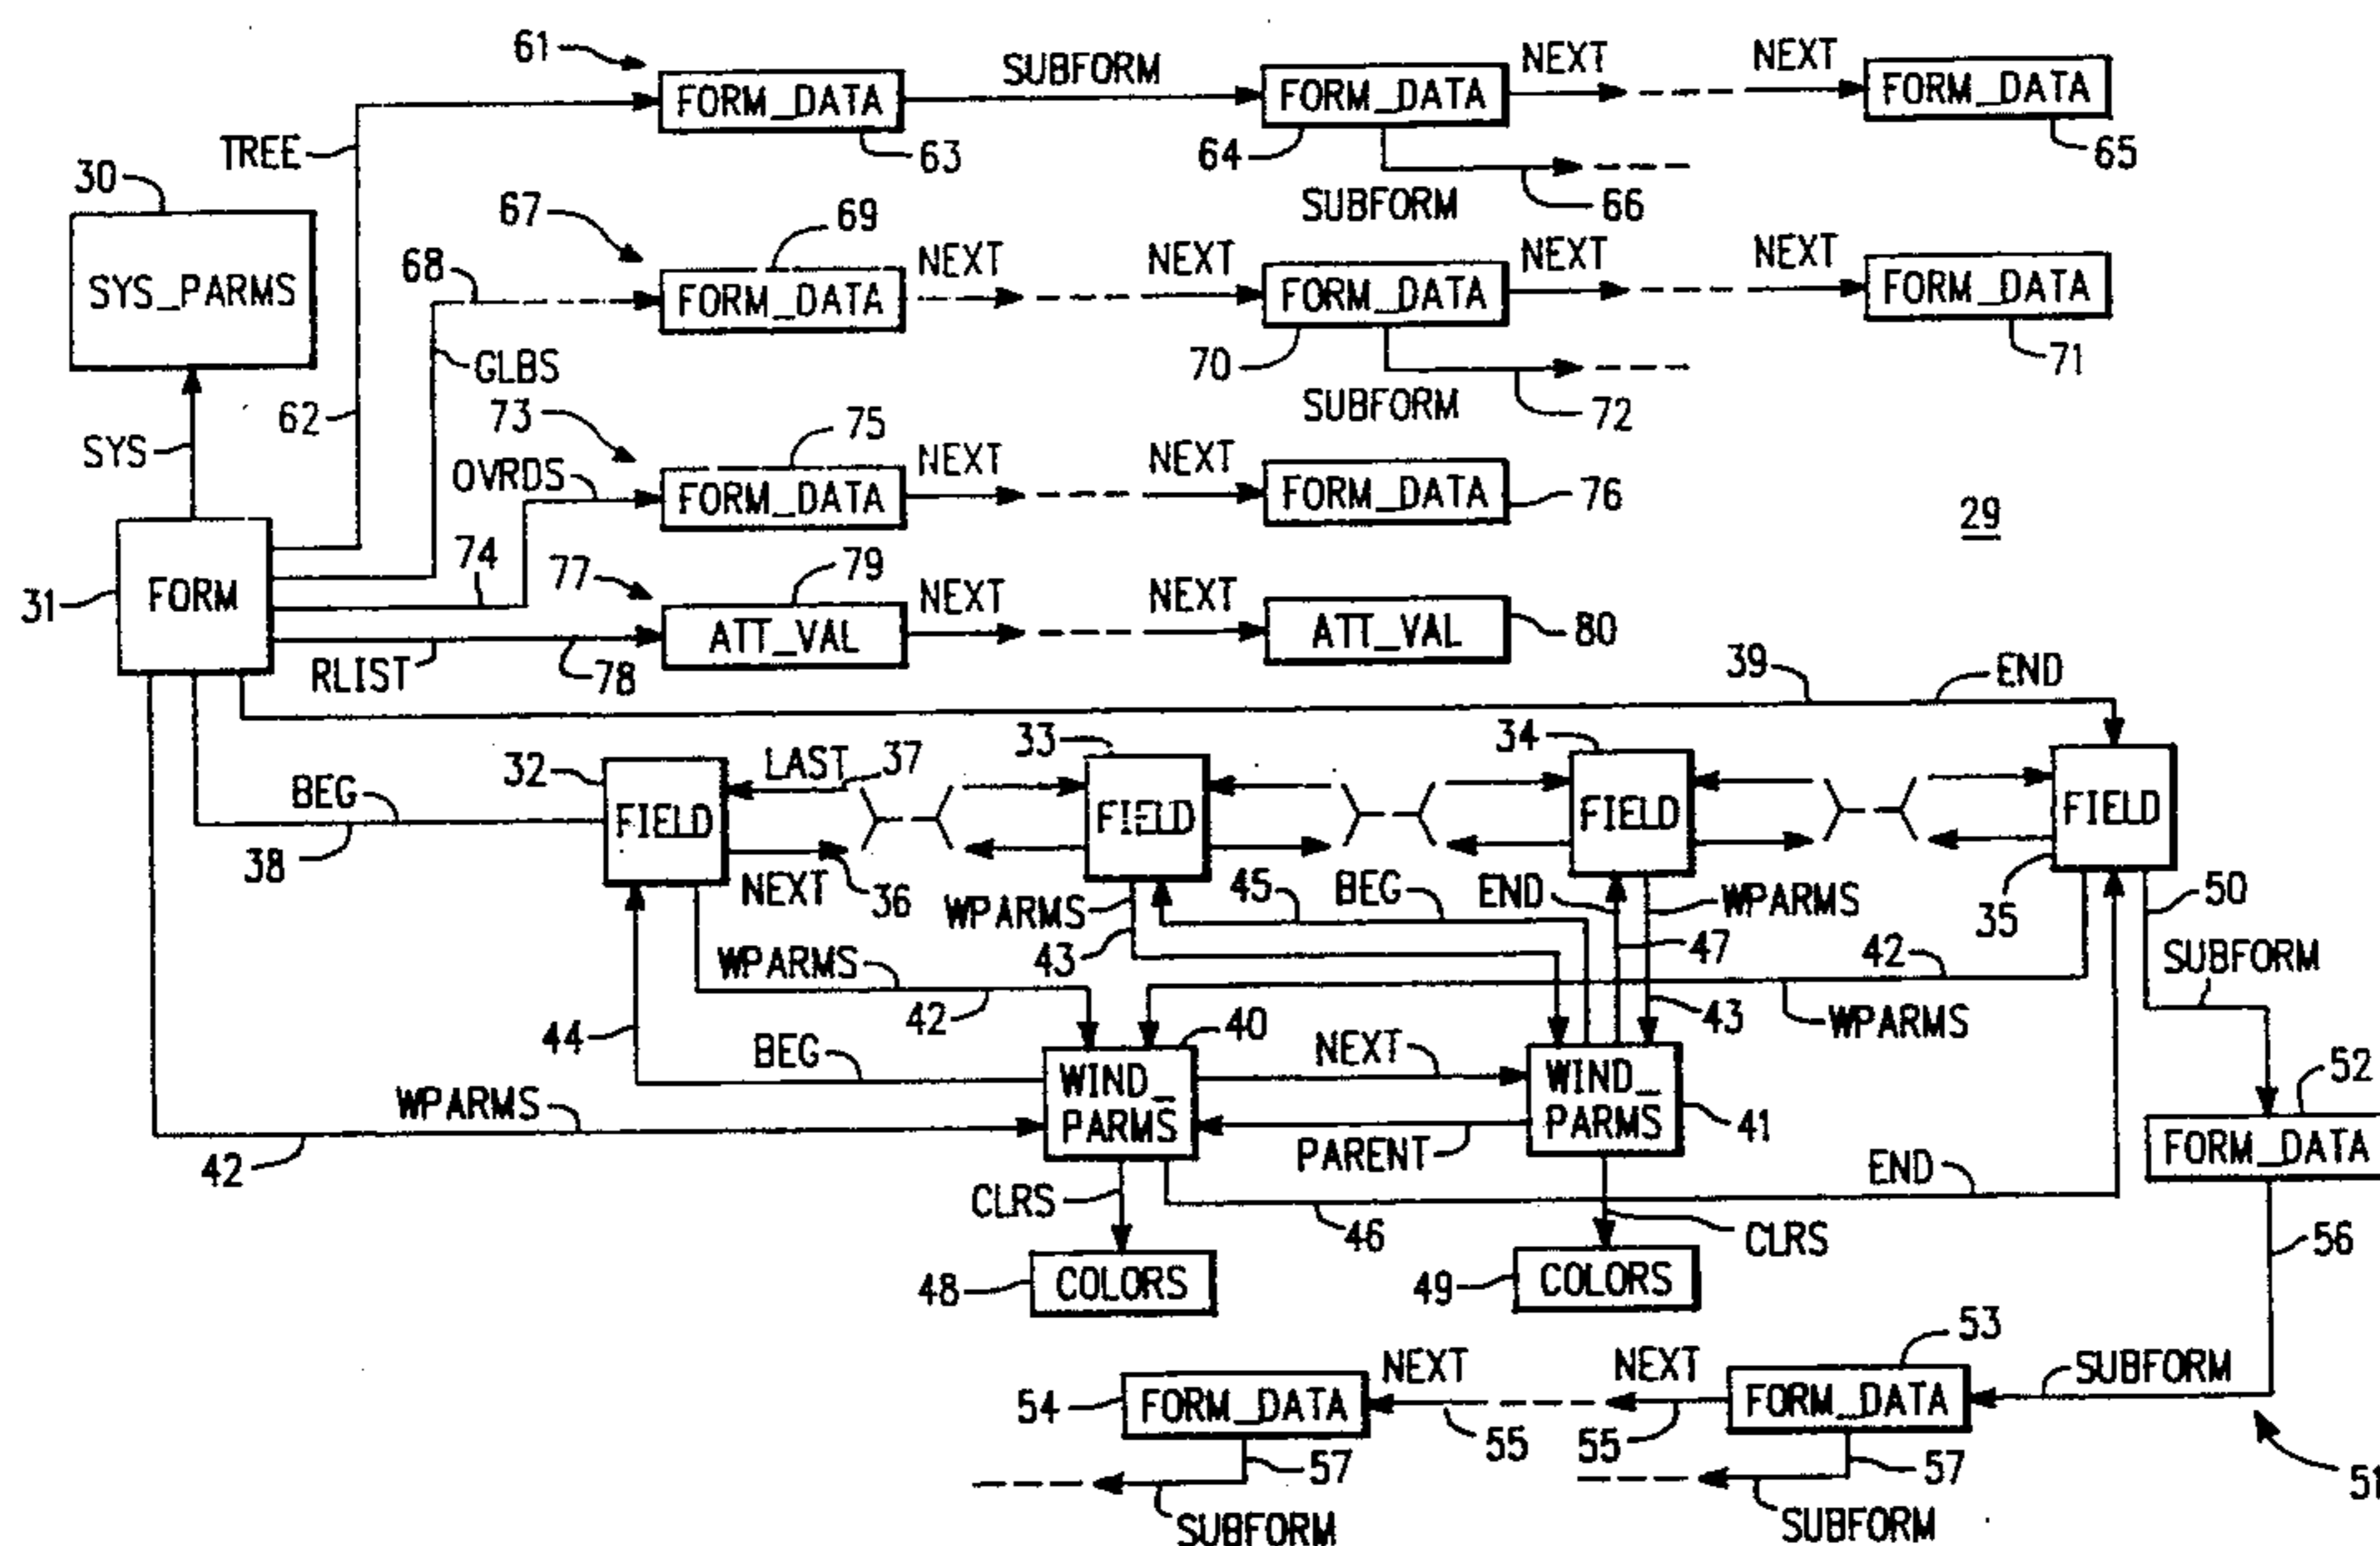 61
FORM_DATA
SUBFORM
FORM_DATA
NEXT
NEXT
FORM_DATA
TREE
63
64
65
30
SUBFORM
66
SYS_PARMS
67
69
68
FORM_DATA
NEXT
NEXT
FORM_DATA
NEXT
NEXT
FORM_DATA
GLBS
70
71
62
73
75
SUBFORM
72
SYS
OVRDS
FORM_DATA
NEXT
NEXT
FORM_DATA
76
29
74
77
79
31
FORM
ATT_VAL
NEXT
NEXT
ATT_VAL
80
RLIST
78
39
END
32
LAST
37
33
34
BEG
FIELD
FIELD
FIELD
FIELD
38
NEXT
36
WPARMS
45
BEG
END
WPARMS
35
50
43
47
WPARMS
42
42
SUBFORM
44
40
43
WPARMS
BEG
NEXT
52
WPARMS
WIND_
PARMS
WIND_
PARMS
41
FORM_DATA
42
PARENT
END
CLRS
46
CLRS
56
48
COLORS
49
COLORS
53
54
FORM_DATA
NEXT
NEXT
FORM_DATA
SUBFORM
55
55
57
57
51
SUBFORM
SUBFORM